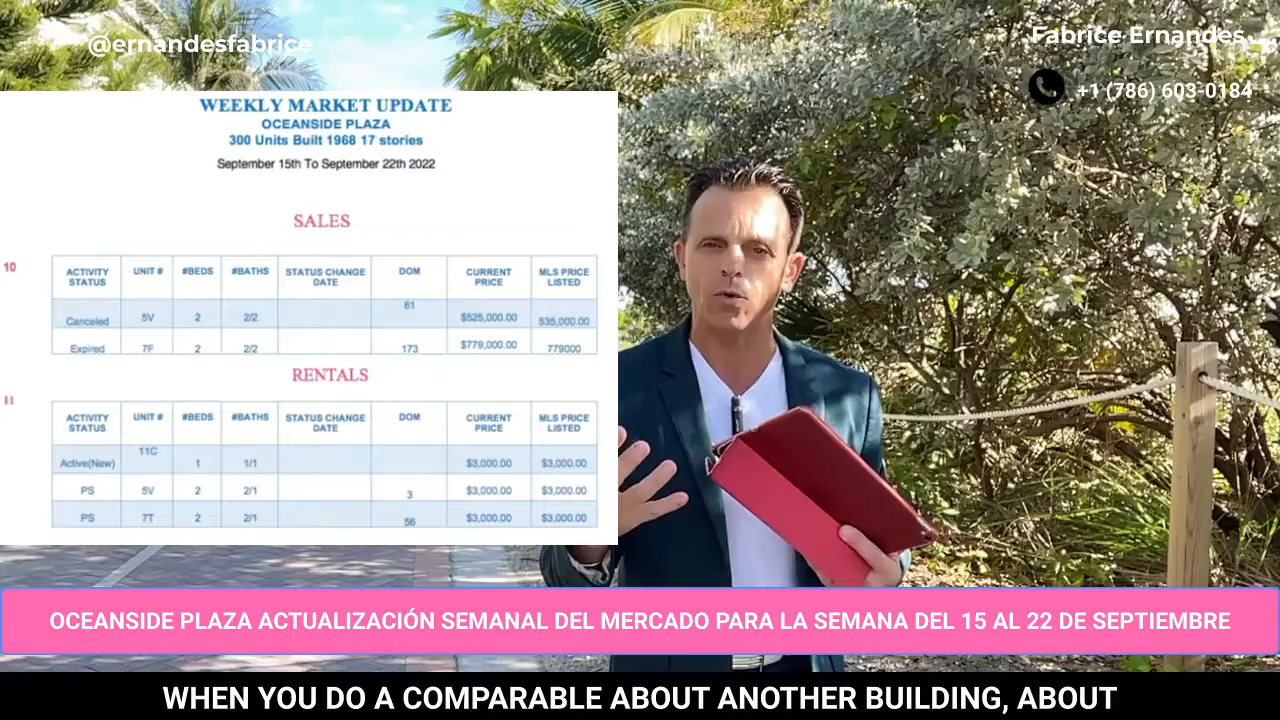 @ernandesfabrice
Fabrice Ernandes
+1 (786) 603-0184
WEEKLY MARKET UPDATE
OCEANSIDE PLAZA
300 Units Built 1968 17 stories
September 15th To September 22th 2022
SALES
10
ACTIVITY STATUS UNIT # #BEDS #BATHS STATUS CHANGE DATE DOM CURRENT PRICE MLS PRICE LISTED
Canceled 5V 2 2/2 61 $525,000.00 535,000.00
Expired 7F 2 2/2 173 $779,000.00 779000
RENTALS
11
ACTIVITY STATUS UNIT # #BEDS #BATHS STATUS CHANGE DATE DOM CURRENT PRICE MLS PRICE LISTED
Active(New) 11C 1 1/1 $3,000.00 $3,000.00
PS 5V 2 2/1 3 $3,000.00 $3,000.00
PS 7T 2 2/1 56 $3,000.00 $3,000.00
OCEANSIDE PLAZA ACTUALIZACIÓN SEMANAL DEL MERCADO PARA LA SEMANA DEL 15 AL 22 DE SEPTIEMBRE
WHEN YOU DO A COMPARABLE ABOUT ANOTHER BUILDING, ABOUT